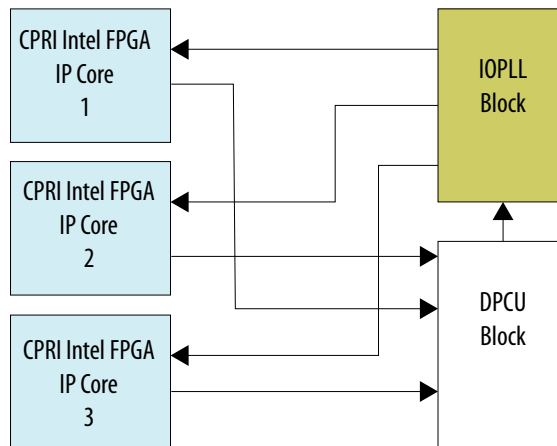 CPRI Intel FPGA
IP Core
1
CPRI Intel FPGA
IP Core
2
CPRI Intel FPGA
IP Core
3
IOPLL
Block
DPCU
Block